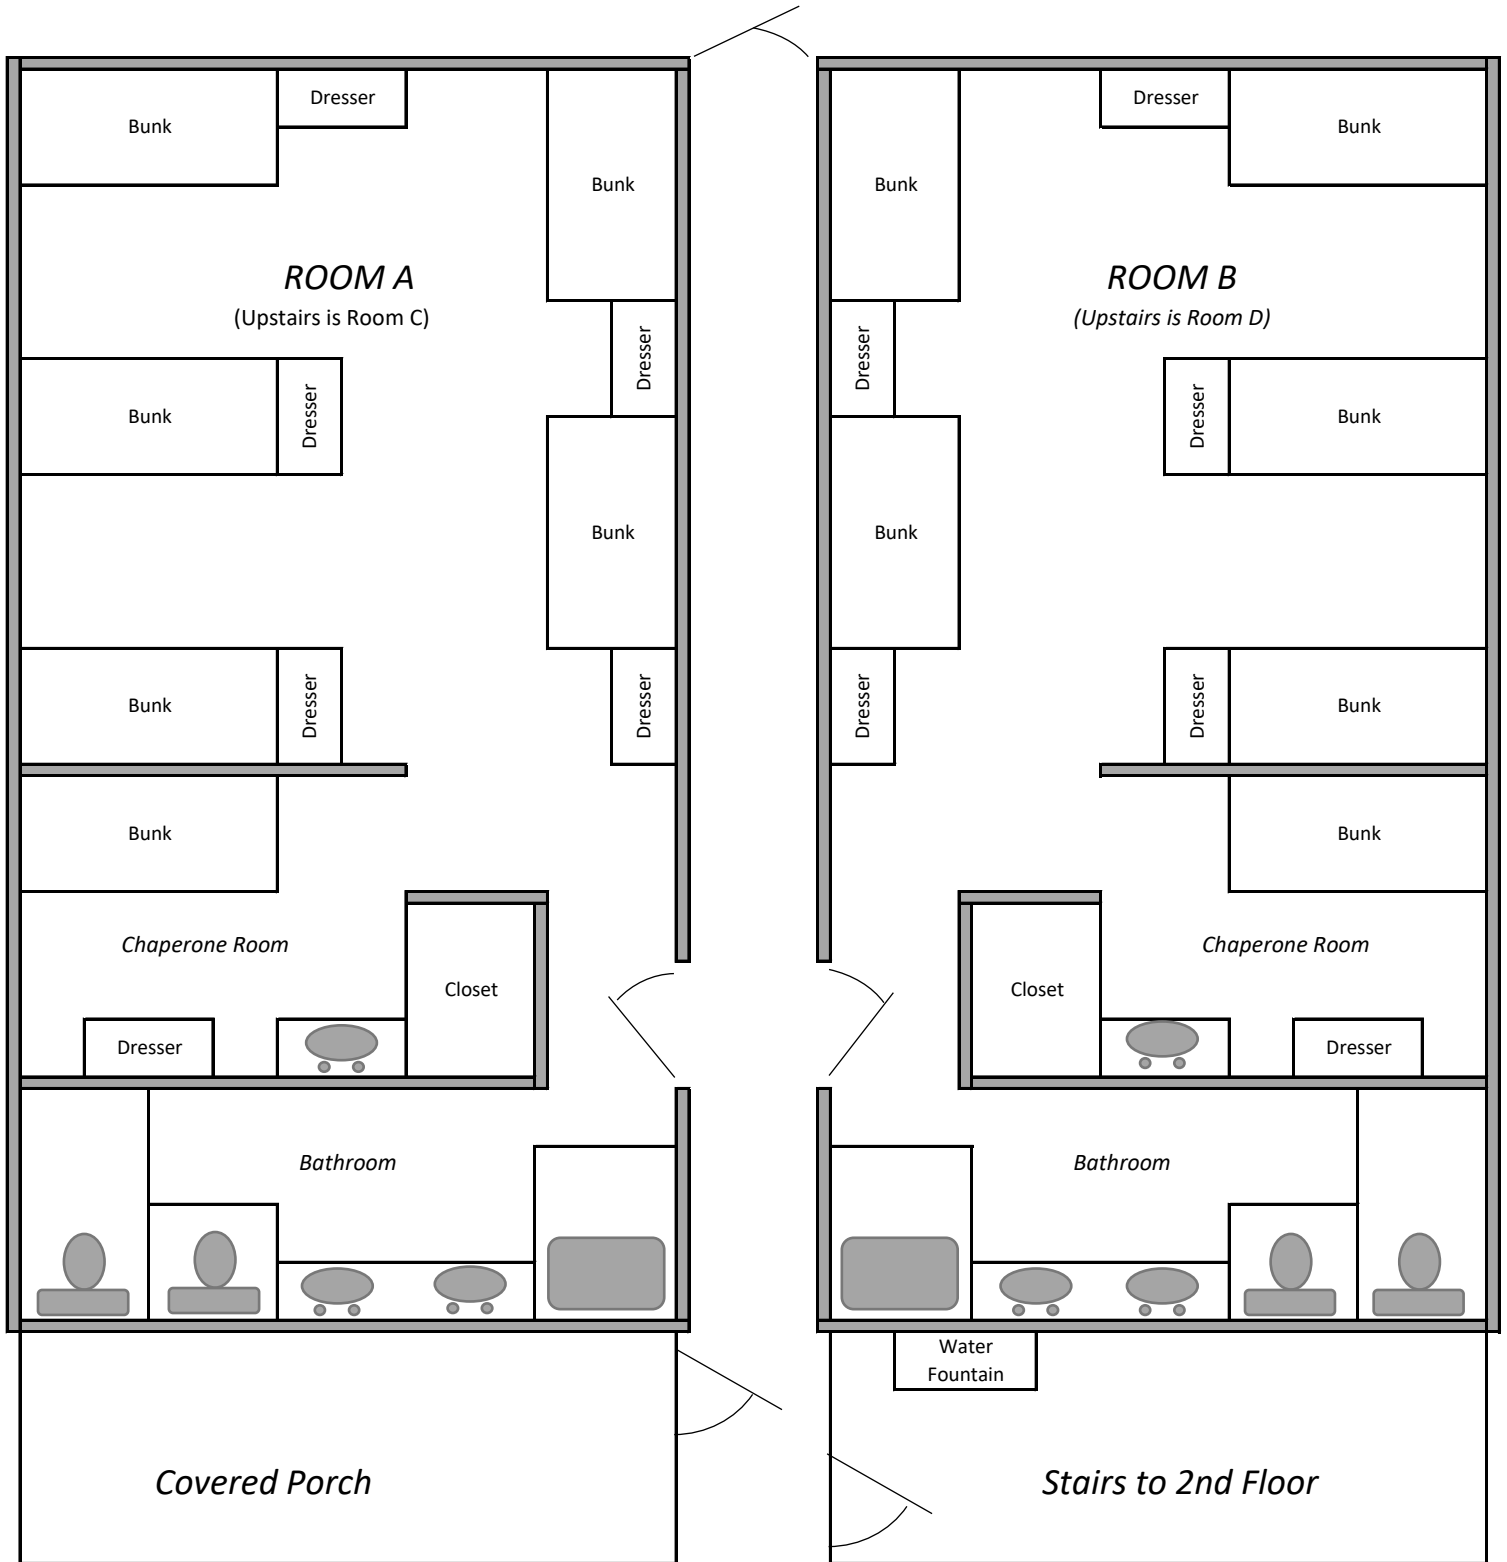 Dresser
Dresser
Bunk
Bunk
Bunk
Bunk
Bunk
Bunk
ROOM A
ROOM B
(Upstairs is Room C)
(Upstairs is Room D)
Dresser
Dresser
Bunk
Dresser
Dresser
Bunk
Bunk
Bunk
Bunk
Dresser
Dresser
Dresser
Dresser
Bunk
Bunk
Bunk
Chaperone Room
Chaperone Room
Closet
Closet
Dresser
Dresser
Bathroom
Bathroom
Water
Fountain
Covered Porch
Stairs to 2nd Floor